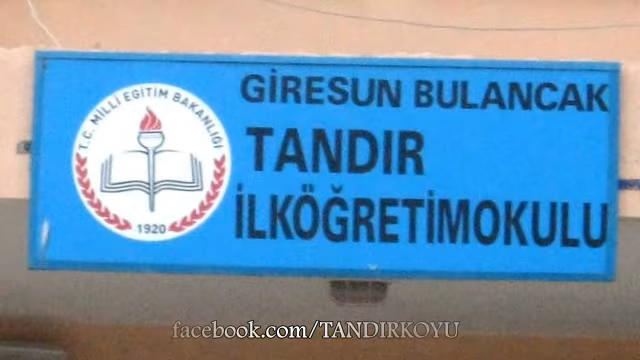 T.C. MİLLİ EĞİTİM BAKANLIĞI
1920
GİRESUN BULANCAK
TANDIR
İLKÖĞRETİMOKULU
facebook.com/TANDIRKOYU